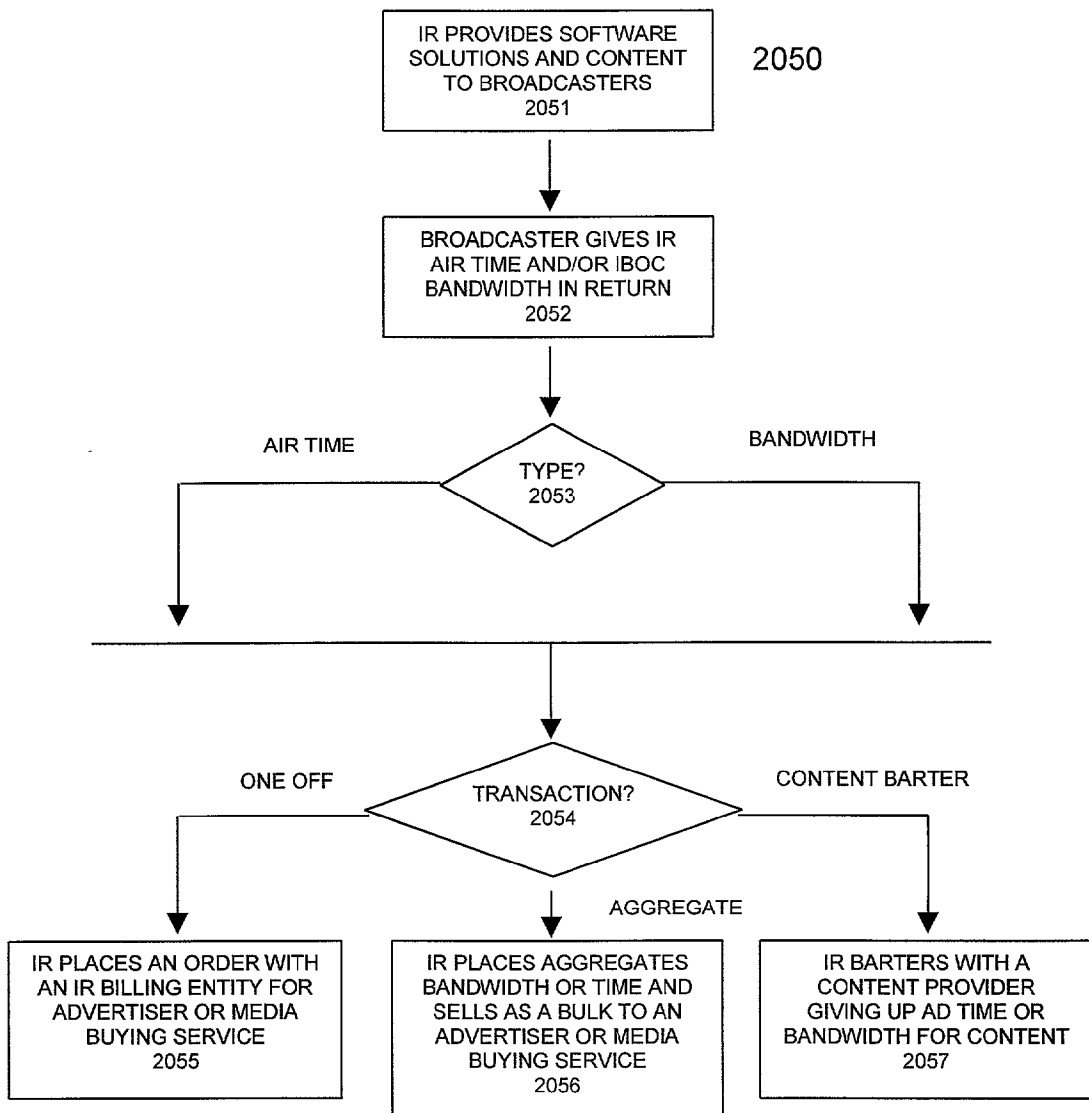 IR PROVIDES SOFTWARE
SOLUTIONS AND CONTENT
TO BROADCASTERS
2051
2050
BROADCASTER GIVES IR
AIR TIME AND/OR IBOC
BANDWIDTH IN RETURN
2052
AIR TIME
BANDWIDTH
TYPE?
2053
ONE OFF
CONTENT BARTER
TRANSACTION?
2054
AGGREGATE
IR PLACES AN ORDER WITH
AN IR BILLING ENTITY FOR
ADVERTISER OR MEDIA
BUYING SERVICE
2055
IR PLACES AGGREGATES
BANDWIDTH OR TIME AND
SELLS AS A BULK TO AN
ADVERTISER OR MEDIA
BUYING SERVICE
2056
IR BARTERS WITH A
CONTENT PROVIDER
GIVING UP AD TIME OR
BANDWIDTH FOR CONTENT
2057